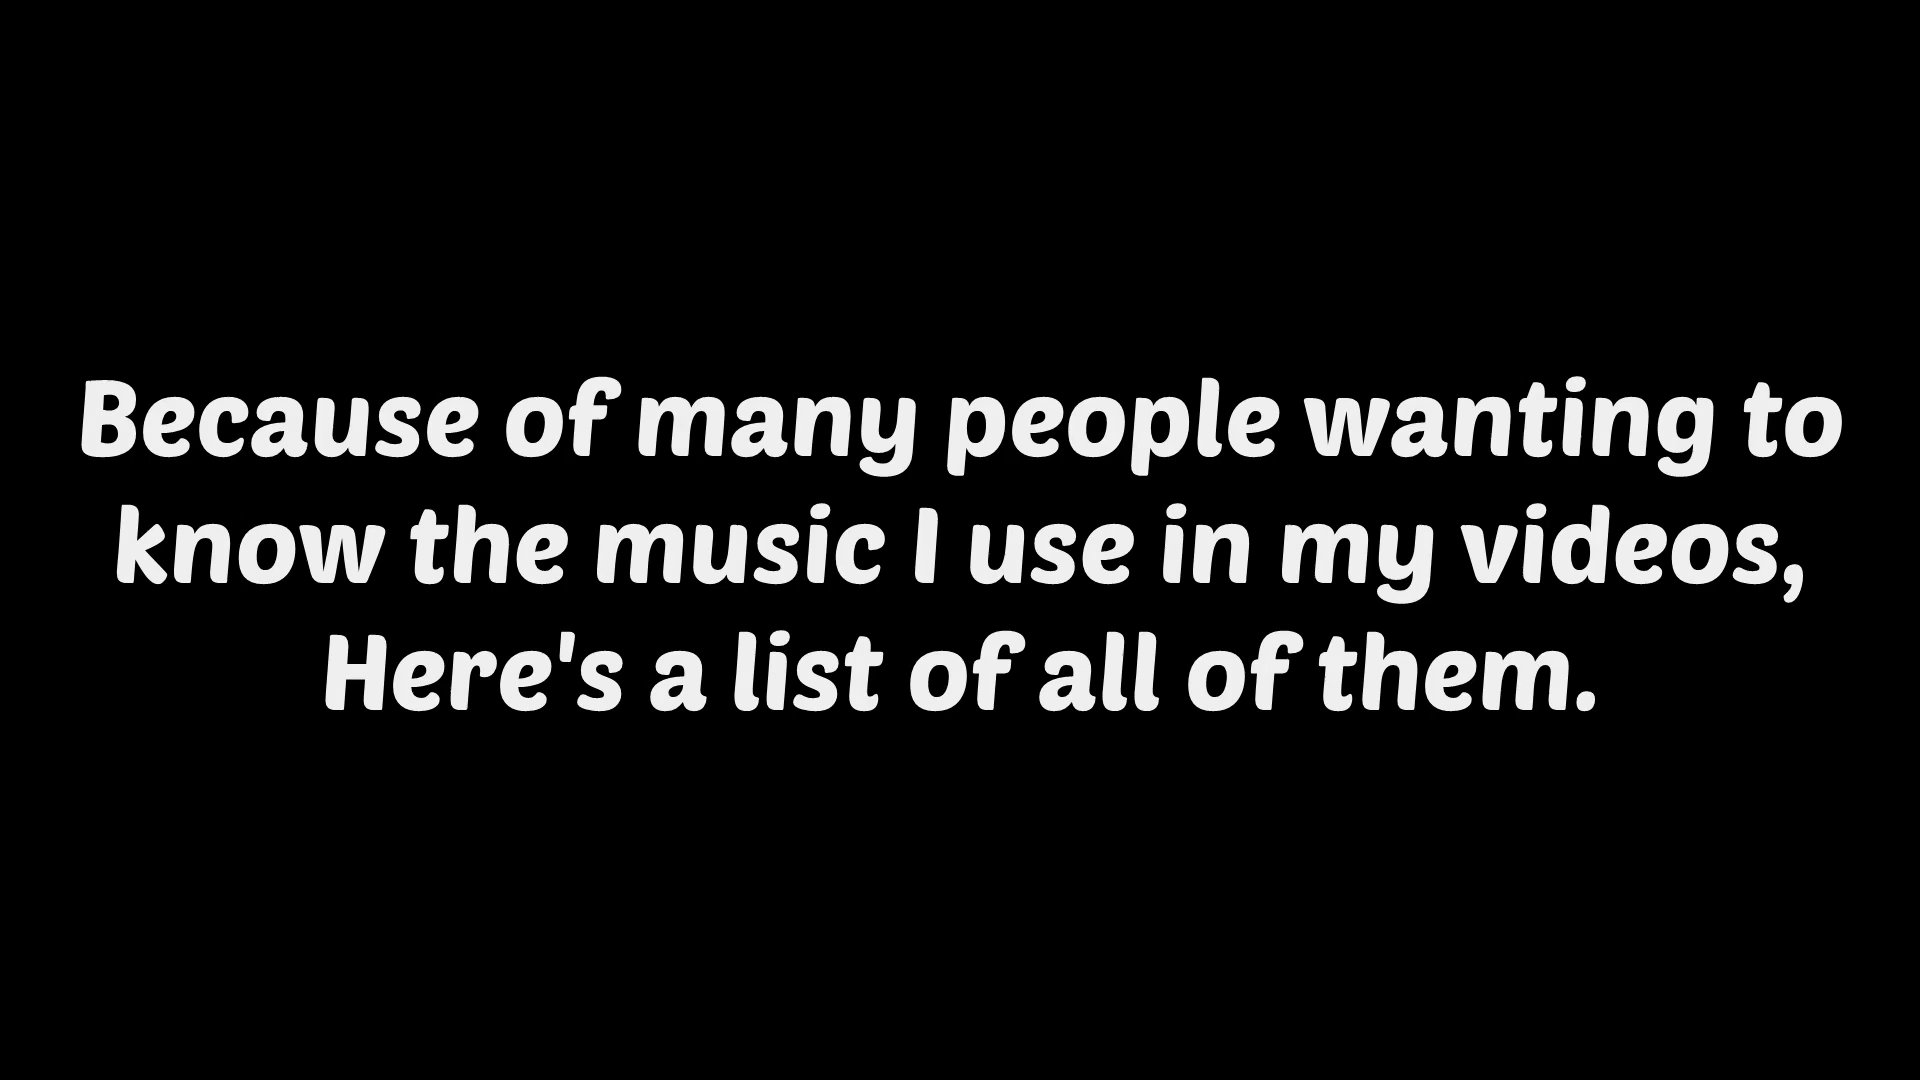 Because of many people wanting to
know the music I use in my videos,
Here's a list of all of them.